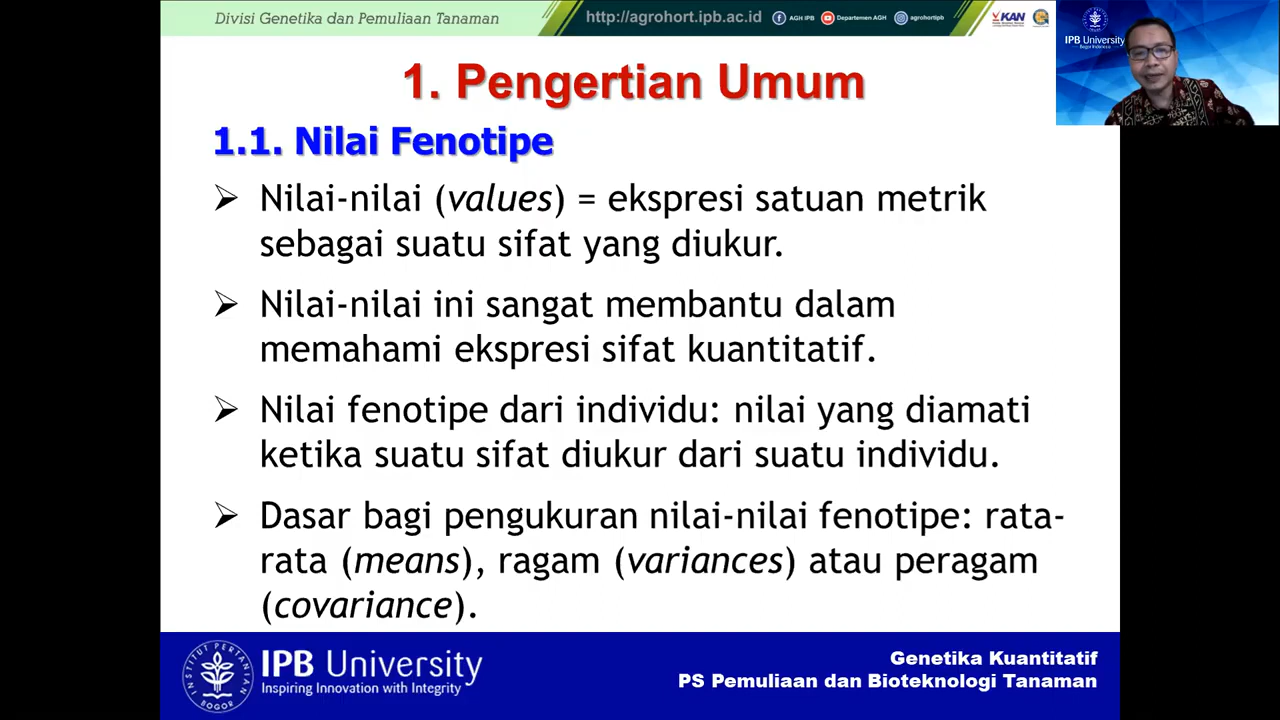 Divisi Genetika dan Pemuliaan Tanaman
http://agrohort.ipb.ac.id
AGH IPB
Departemen AGH
agrohortipb
KAN
IPB University
Bogor Indonesia
1. Pengertian Umum
1.1. Nilai Fenotipe
➢ Nilai-nilai (values) = ekspresi satuan metrik
sebagai suatu sifat yang diukur.
➢ Nilai-nilai ini sangat membantu dalam
memahami ekspresi sifat kuantitatif.
➢ Nilai fenotipe dari individu: nilai yang diamati
ketika suatu sifat diukur dari suatu individu.
➢ Dasar bagi pengukuran nilai-nilai fenotipe: rata-
rata (means), ragam (variances) atau peragam
(covariance).
INSTITUT PERTANIAN
BOGOR
IPB University
Inspiring Innovation with Integrity
Genetika Kuantitatif
PS Pemuliaan dan Bioteknologi Tanaman